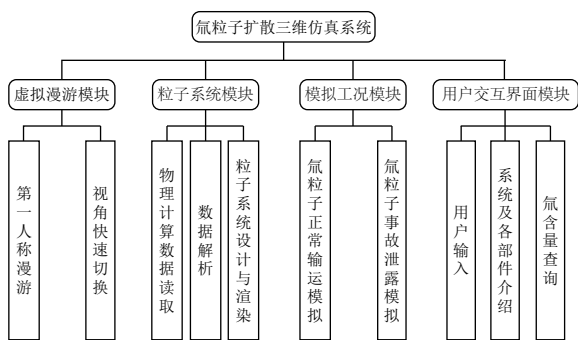 氚粒子扩散三维仿真系统
虚拟漫游模块
粒子系统模块
模拟工况模块
用户交互界面模块
第一人称漫游
视角快速切换
物理计算数据读取
数据解析
粒子系统设计与渲染
氚粒子正常输运模拟
氚粒子事故泄露模拟
用户输入
系统及各部件介绍
氚含量查询